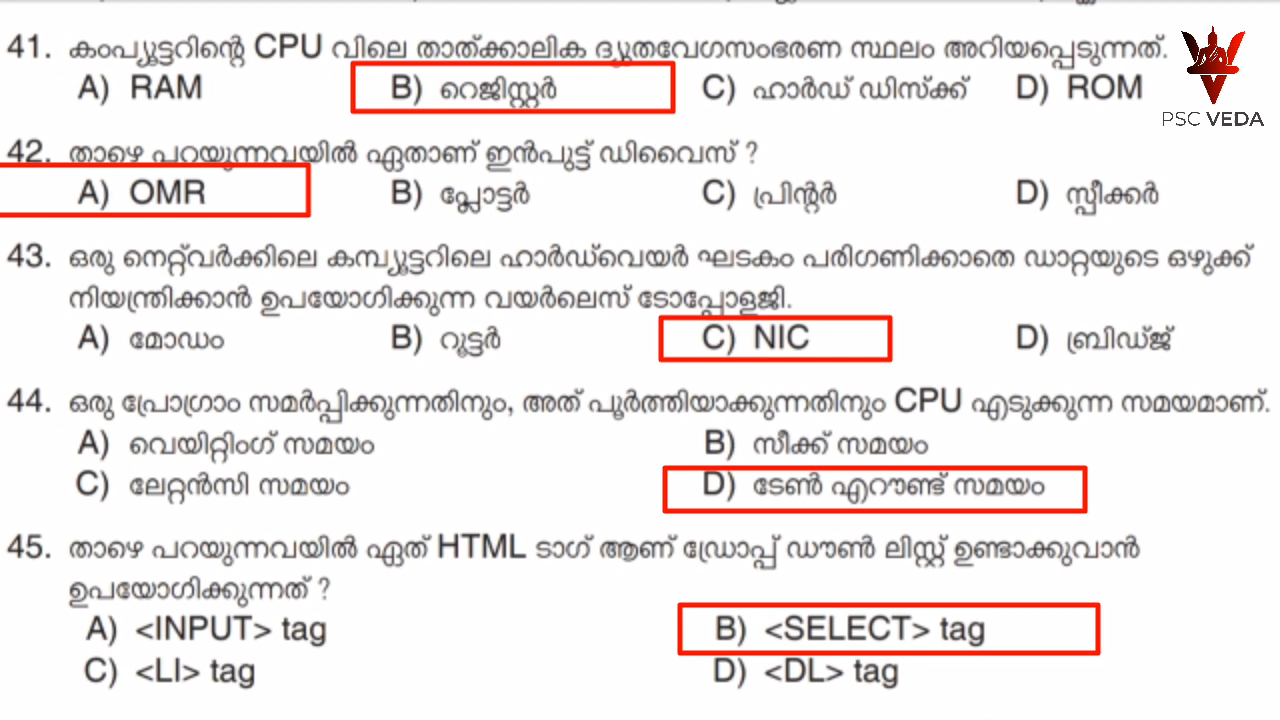 41. കംപ്യൂട്ടറിന്റെ CPU വിലെ താത്ക്കാലിക ദ്രുതവേഗസംഭരണ സ്ഥലം അറിയപ്പെടുന്നത്.
A) RAM B) റെജിസ്റ്റർ C) ഹാർഡ് ഡിസ്ക്ക് D) ROM
PSC VEDA
42. താഴെ പറയുന്നവയിൽ ഏതാണ് ഇൻപുട്ട് ഡിവൈസ് ?
A) OMR B) പ്ലോട്ടർ C) പ്രിന്റർ D) സ്പീക്കർ
43. ഒരു നെറ്റ്‌വർക്കിലെ കമ്പ്യൂട്ടറിലെ ഹാർഡ്‌വെയർ ഘടകം പരിഗണിക്കാതെ ഡാറ്റയുടെ ഒഴുക്ക്
നിയന്ത്രിക്കാൻ ഉപയോഗിക്കുന്ന വയർലെസ് ടോപ്പോളജി.
A) മോഡം B) റൂട്ടർ C) NIC D) ബ്രിഡ്ജ്
44. ഒരു പ്രോഗ്രാം സമർപ്പിക്കുന്നതിനും, അത് പൂർത്തിയാക്കുന്നതിനും CPU എടുക്കുന്ന സമയമാണ്.
A) വെയിറ്റിംഗ് സമയം B) സീക്ക് സമയം
C) ലേറ്റൻസി സമയം D) ടേൺ എറൗണ്ട് സമയം
45. താഴെ പറയുന്നവയിൽ ഏത് HTML ടാഗ് ആണ് ഡ്രോപ്പ് ഡൗൺ ലിസ്റ്റ് ഉണ്ടാക്കുവാൻ
ഉപയോഗിക്കുന്നത് ?
A) <INPUT> tag B) <SELECT> tag
C) <LI> tag D) <DL> tag